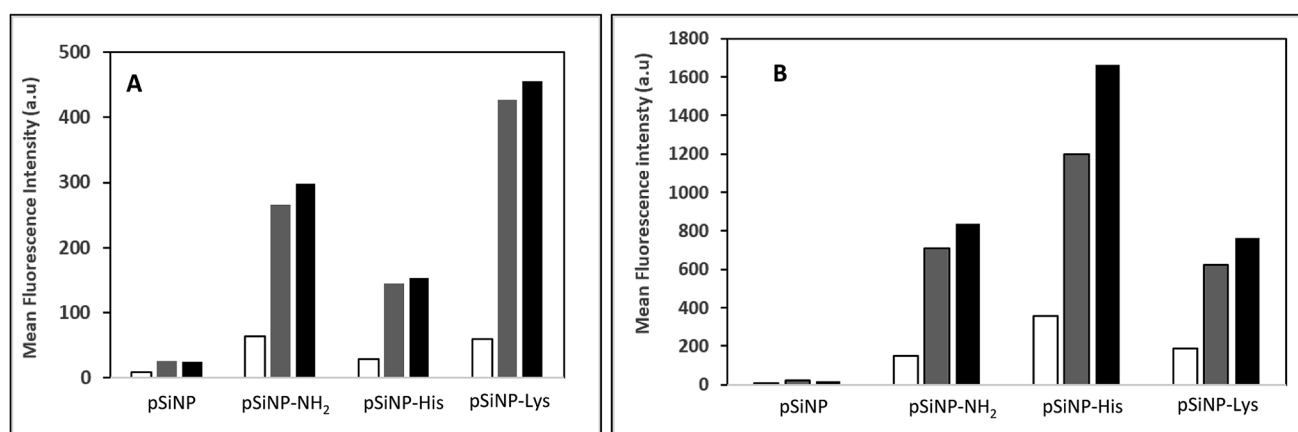 A
Mean Fluorescence Intensity (a.u)
500
400
300
200
100
0
pSiNP pSiNP-NH₂ pSiNP-His pSiNP-Lys
B
Mean Fluorescence intensty (a.u)
1800
1600
1400
1200
1000
800
600
400
200
0
pSiNP pSiNP-NH₂ pSiNP-His pSiNP-Lys